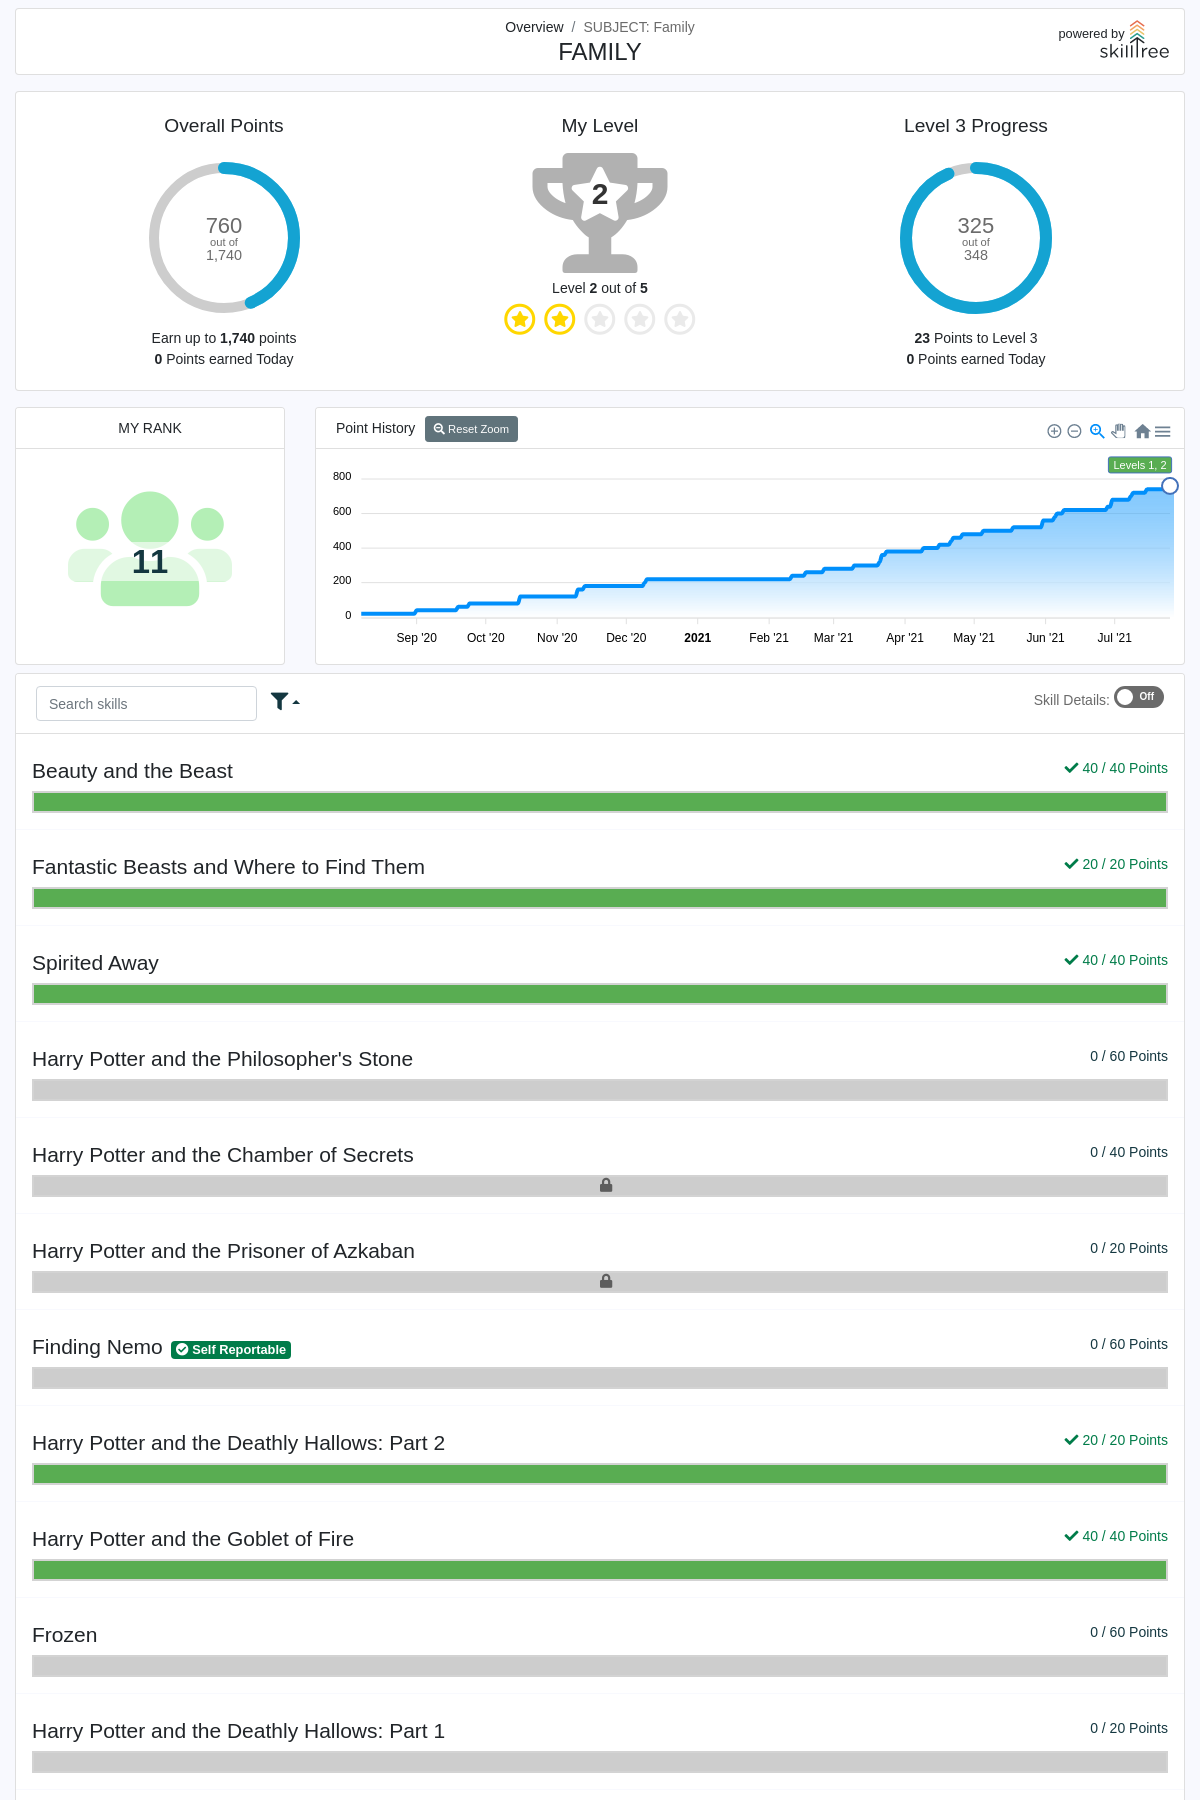 Overview / SUBJECT: Family
FAMILY
powered by
skilltree
Overall Points
760
out of
1,740
Earn up to 1,740 points
0 Points earned Today
My Level
2
Level 2 out of 5
Level 3 Progress
325
out of
348
23 Points to Level 3
0 Points earned Today
MY RANK
11
Point History
Reset Zoom
Levels 1, 2
800
600
400
200
0
Sep '20 Oct '20 Nov '20 Dec '20 2021 Feb '21 Mar '21 Apr '21 May '21 Jun '21 Jul '21
Search skills
Skill Details: Off
Beauty and the Beast 40 / 40 Points
Fantastic Beasts and Where to Find Them 20 / 20 Points
Spirited Away 40 / 40 Points
Harry Potter and the Philosopher's Stone 0 / 60 Points
Harry Potter and the Chamber of Secrets 0 / 40 Points
Harry Potter and the Prisoner of Azkaban 0 / 20 Points
Finding Nemo Self Reportable 0 / 60 Points
Harry Potter and the Deathly Hallows: Part 2 20 / 20 Points
Harry Potter and the Goblet of Fire 40 / 40 Points
Frozen 0 / 60 Points
Harry Potter and the Deathly Hallows: Part 1 0 / 20 Points